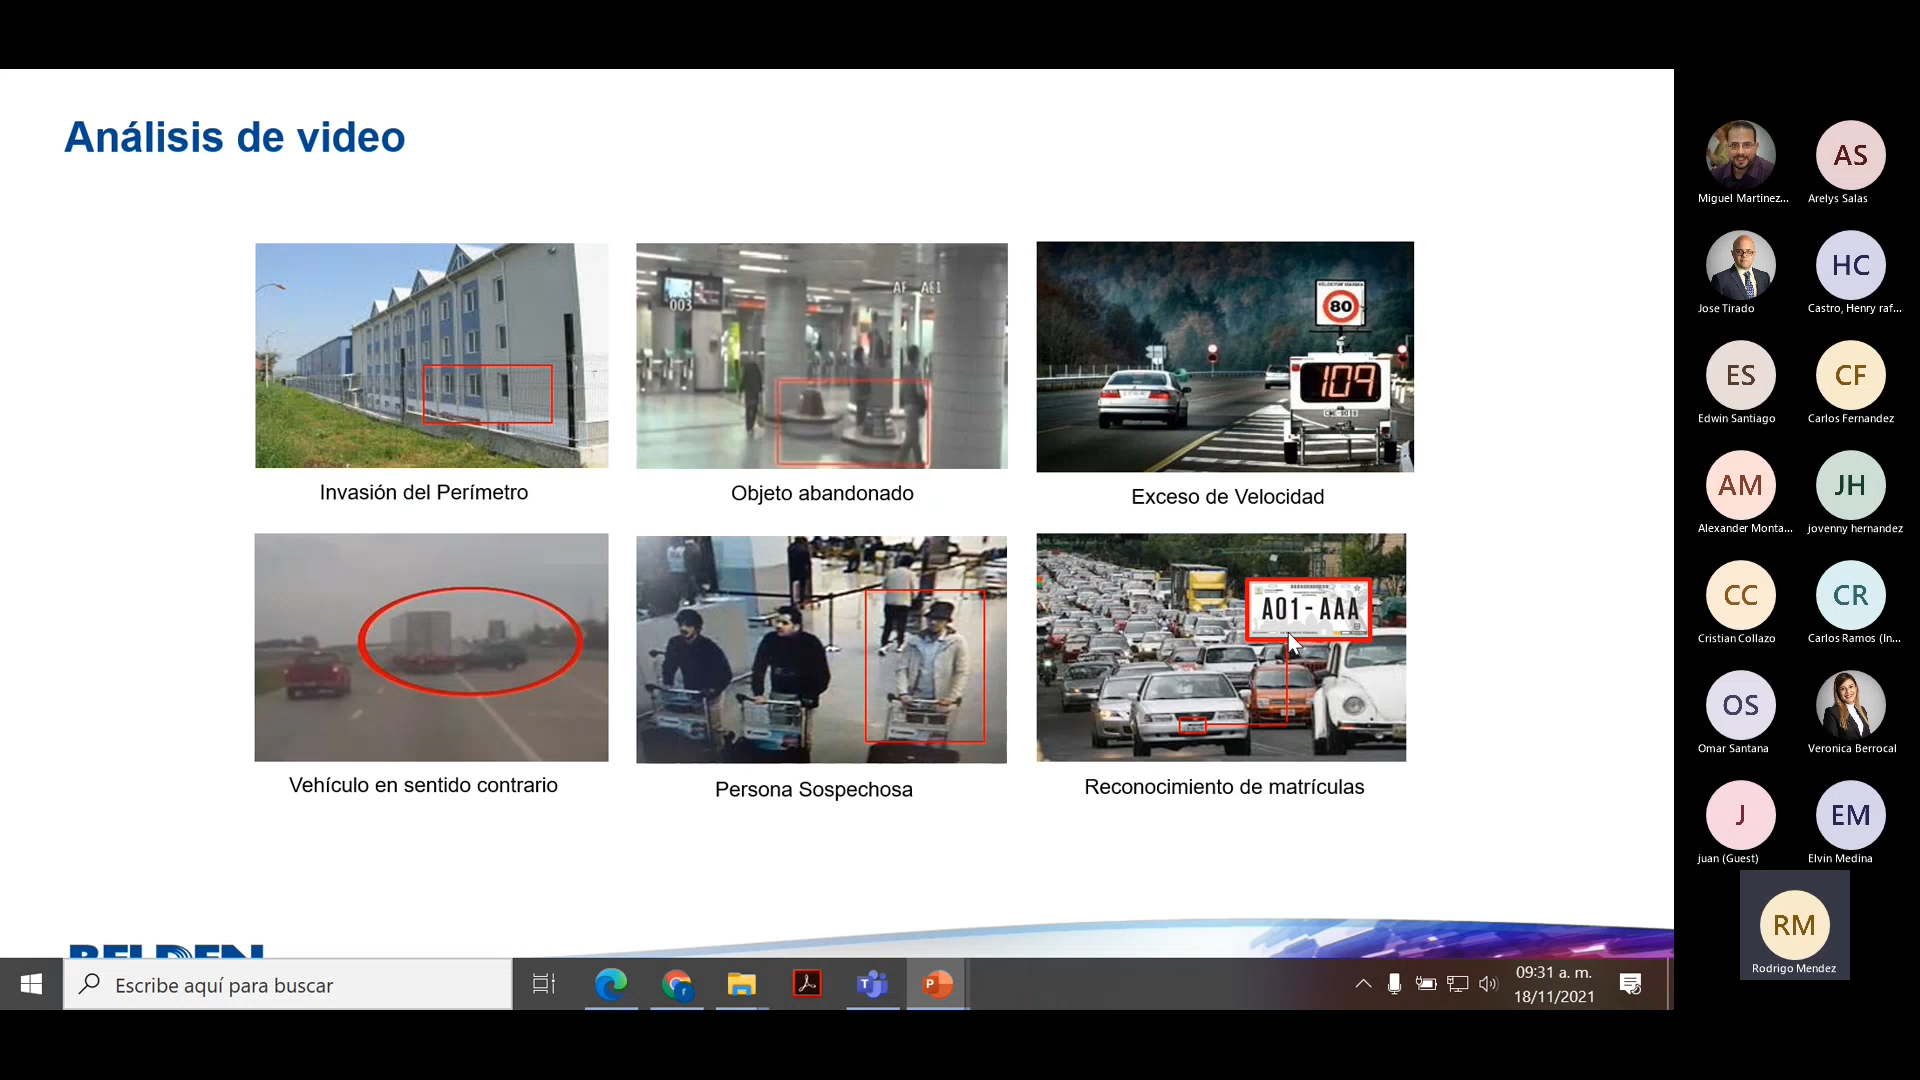 Análisis de video
003
AF AE1
VELOCIDAD MAXIMA
80
109
Invasión del Perímetro
Objeto abandonado
Exceso de Velocidad
A01-AAA
Vehículo en sentido contrario
Persona Sospechosa
Reconocimiento de matrículas
BELDEN
Escribe aquí para buscar
09:31 a. m.
18/11/2021
Miguel Martinez...
AS
Arelys Salas
Jose Tirado
HC
Castro, Henry raf...
ES
Edwin Santiago
CF
Carlos Fernandez
AM
Alexander Monta...
JH
jovenny hernandez
CC
Cristian Collazo
CR
Carlos Ramos (In...
OS
Omar Santana
Veronica Berrocal
J
juan (Guest)
EM
Elvin Medina
RM
Rodrigo Mendez